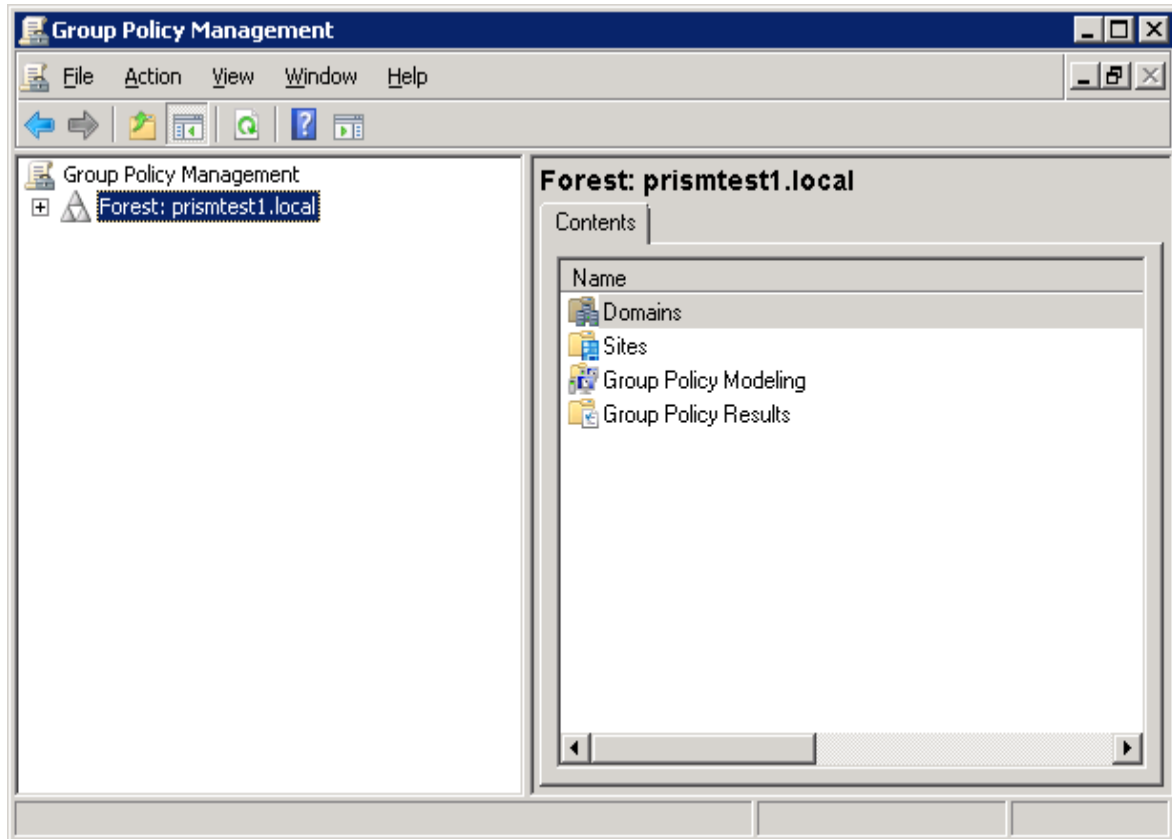 Group Policy Management
File Action View Window Help
Group Policy Management
Forest: prismtest1.local
Forest: prismtest1.local
Contents
Name
Domains
Sites
Group Policy Modeling
Group Policy Results